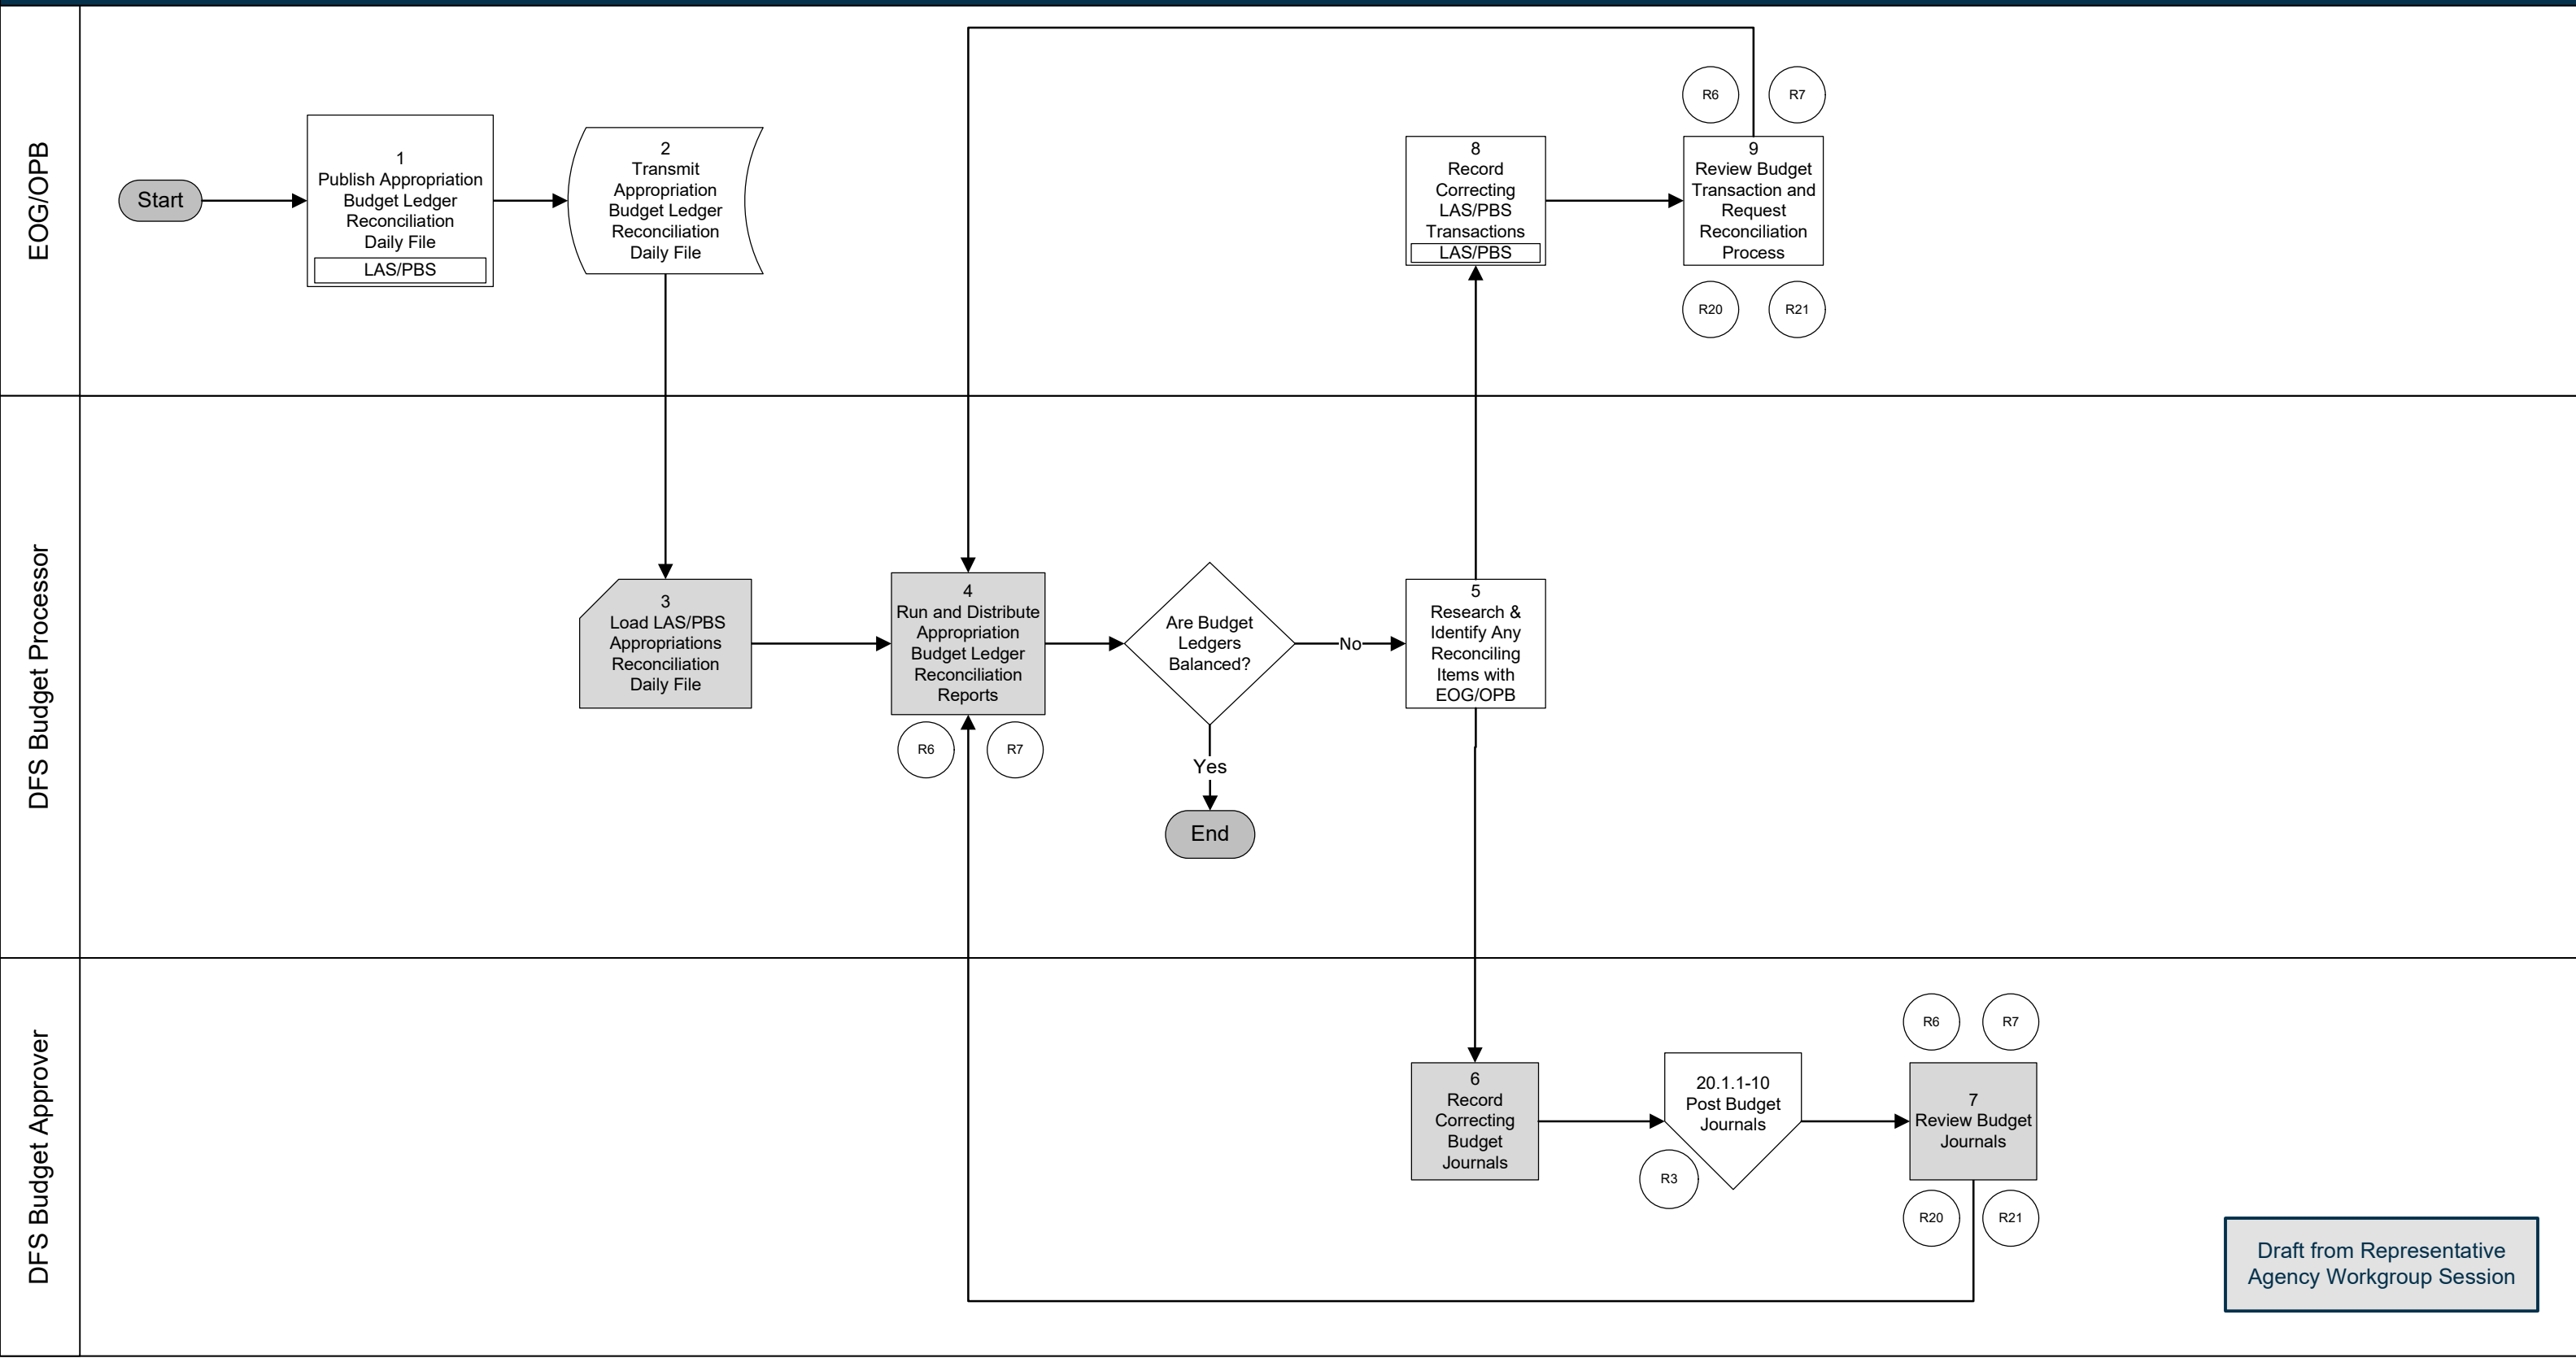 EOG/OPB
Start
1
Publish Appropriation
Budget Ledger
Reconciliation
Daily File
LAS/PBS
2
Transmit
Appropriation
Budget Ledger
Reconciliation
Daily File
8
Record
Correcting
LAS/PBS
Transactions
LAS/PBS
R6
R7
9
Review Budget
Transaction and
Request
Reconciliation
Process
R20
R21
DFS Budget Processor
3
Load LAS/PBS
Appropriations
Reconciliation
Daily File
4
Run and Distribute
Appropriation
Budget Ledger
Reconciliation
Reports
R6
R7
Are Budget
Ledgers
Balanced?
No
Yes
End
5
Research &
Identify Any
Reconciling
Items with
EOG/OPB
DFS Budget Approver
6
Record
Correcting
Budget
Journals
20.1.1-10
Post Budget
Journals
R3
R6
R7
7
Review Budget
Journals
R20
R21
Draft from Representative
Agency Workgroup Session